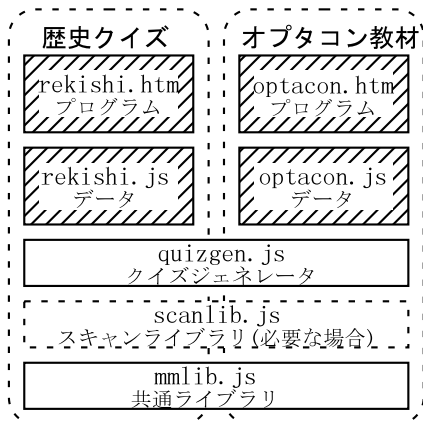 歴史クイズ
オプタコン教材
rekishi.htm
プログラム
optacon.htm
プログラム
rekishi.js
データ
optacon.js
データ
quizgen.js
クイズジェネレータ
scanlib.js
スキャンライブラリ(必要な場合)
mmlib.js
共通ライブラリ